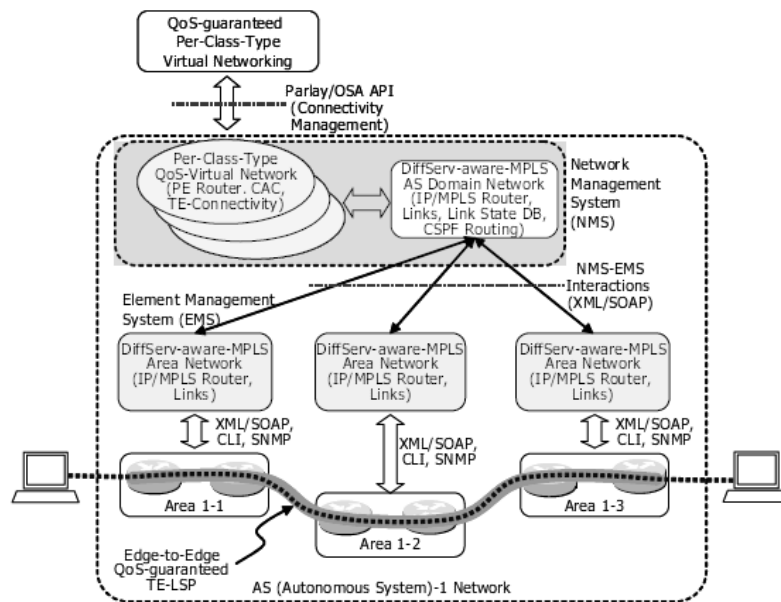 QoS-guaranteed
Per-Class-Type
Virtual Networking
Parlay/OSA API
(Connectivity
Management)
Per-Class-Type
QoS-Virtual Network
(PE Router. CAC,
TE-Connectivity)
DiffServ-aware-MPLS
AS Domain Network
(IP/MPLS Router,
Links, Link State DB,
CSPF Routing)
Network
Management
System
(NMS)
NMS-EMS
Interactions
(XML/SOAP)
Element Management
System (EMS)
DiffServ-aware-MPLS
Area Network
(IP/MPLS Router,
Links)
DiffServ-aware-MPLS
Area Network
(IP/MPLS Router,
Links)
DiffServ-aware-MPLS
Area Network
(IP/MPLS Router,
Links)
XML/SOAP,
CLI, SNMP
XML/SOAP,
CLI, SNMP
XML/SOAP,
CLI, SNMP
Area 1-1
Area 1-2
Area 1-3
Edge-to-Edge
QoS-guaranteed
TE-LSP
AS (Autonomous System)-1 Network